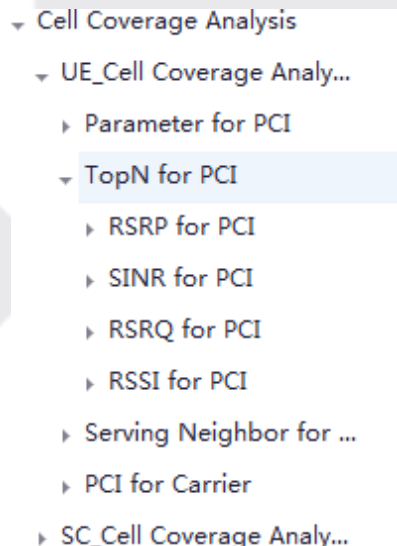 Cell Coverage Analysis
UE_Cell Coverage Analy...
Parameter for PCI
TopN for PCI
RSRP for PCI
SINR for PCI
RSRQ for PCI
RSSI for PCI
Serving Neighbor for ...
PCI for Carrier
SC_Cell Coverage Analy...